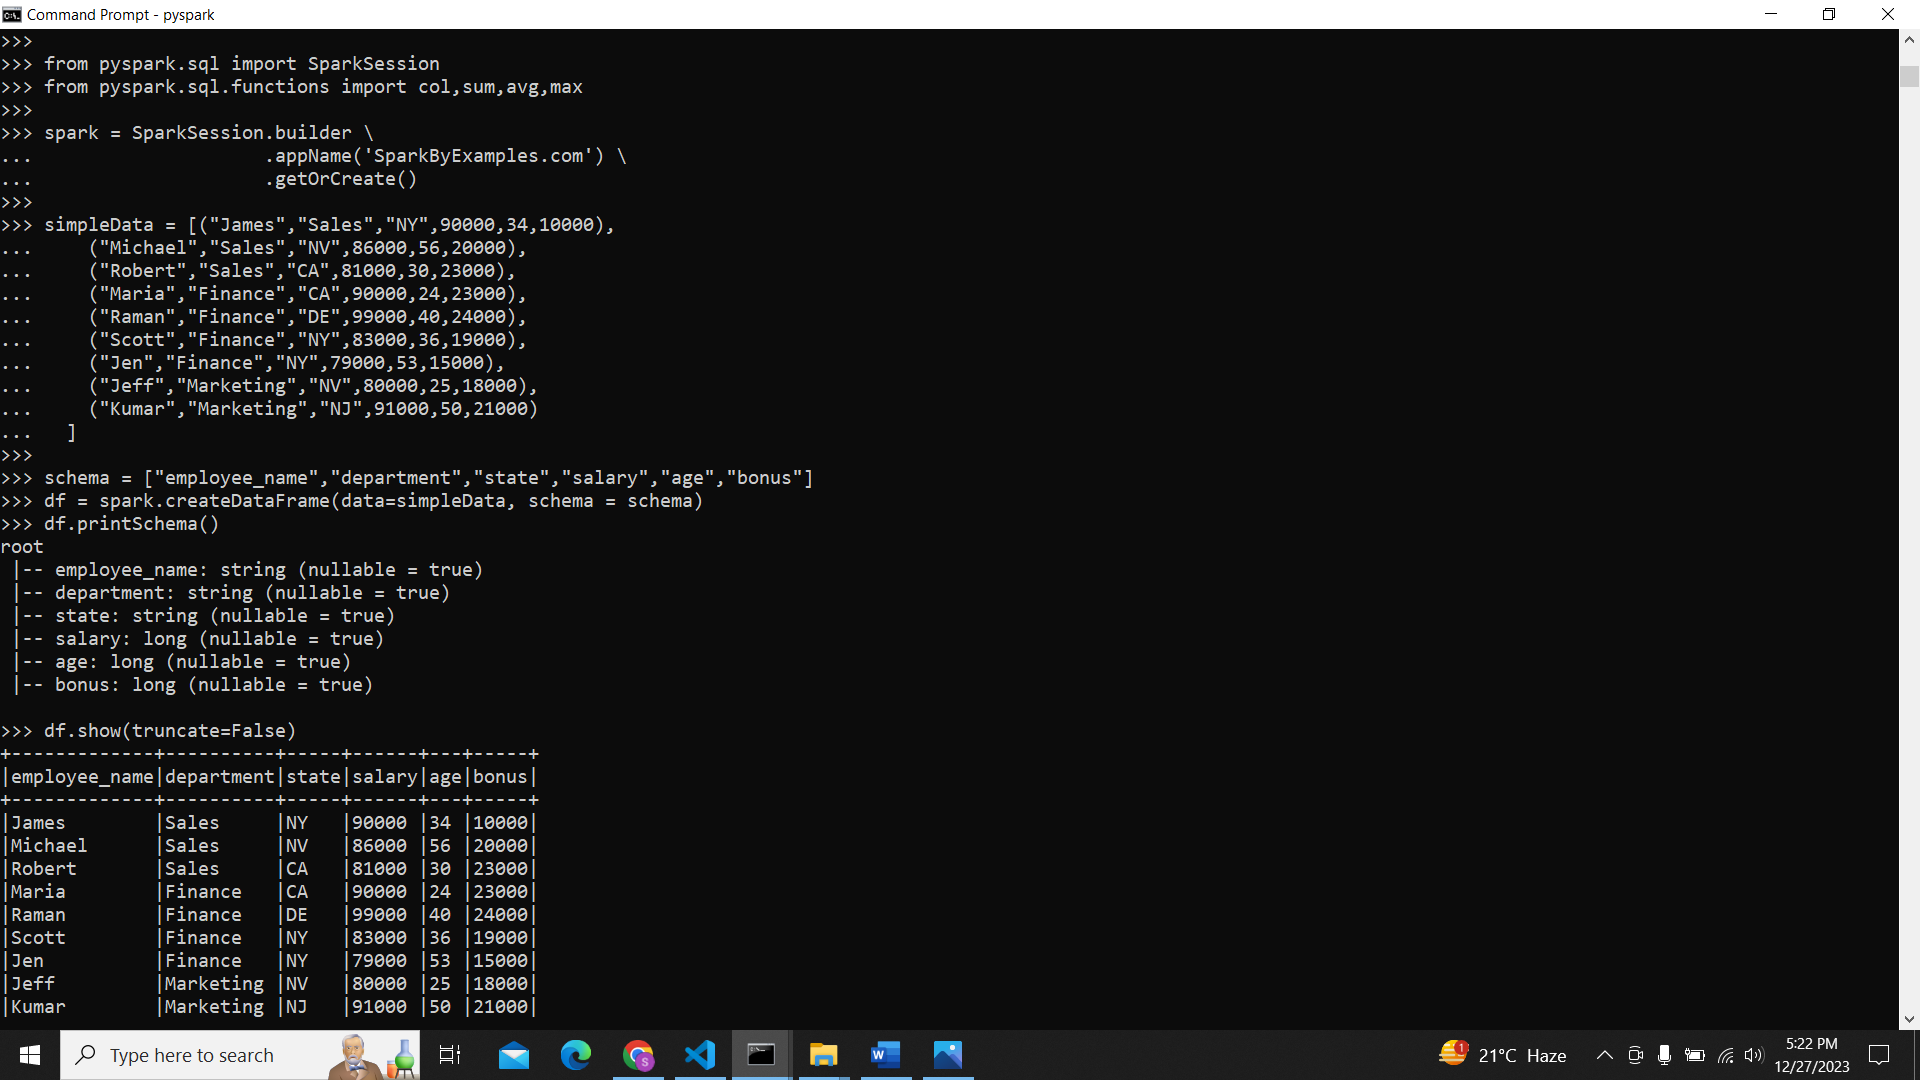 Command Prompt - pyspark
>>>
>>> from pyspark.sql import SparkSession
>>> from pyspark.sql.functions import col,sum,avg,max
>>>
>>> spark = SparkSession.builder \
...                     .appName('SparkByExamples.com') \
...                     .getOrCreate()
>>>
>>> simpleData = [("James","Sales","NY",90000,34,10000),
...     ("Michael","Sales","NV",86000,56,20000),
...     ("Robert","Sales","CA",81000,30,23000),
...     ("Maria","Finance","CA",90000,24,23000),
...     ("Raman","Finance","DE",99000,40,24000),
...     ("Scott","Finance","NY",83000,36,19000),
...     ("Jen","Finance","NY",79000,53,15000),
...     ("Jeff","Marketing","NV",80000,25,18000),
...     ("Kumar","Marketing","NJ",91000,50,21000)
...   ]
>>>
>>> schema = ["employee_name","department","state","salary","age","bonus"]
>>> df = spark.createDataFrame(data=simpleData, schema = schema)
>>> df.printSchema()
root
 |-- employee_name: string (nullable = true)
 |-- department: string (nullable = true)
 |-- state: string (nullable = true)
 |-- salary: long (nullable = true)
 |-- age: long (nullable = true)
 |-- bonus: long (nullable = true)

>>> df.show(truncate=False)
+-------------+----------+-----+------+---+-----+
|employee_name|department|state|salary|age|bonus|
+-------------+----------+-----+------+---+-----+
|James        |Sales     |NY   |90000 |34 |10000|
|Michael      |Sales     |NV   |86000 |56 |20000|
|Robert       |Sales     |CA   |81000 |30 |23000|
|Maria        |Finance   |CA   |90000 |24 |23000|
|Raman        |Finance   |DE   |99000 |40 |24000|
|Scott        |Finance   |NY   |83000 |36 |19000|
|Jen          |Finance   |NY   |79000 |53 |15000|
|Jeff         |Marketing |NV   |80000 |25 |18000|
|Kumar        |Marketing |NJ   |91000 |50 |21000|
Type here to search
S
W
1
21°C Haze
5:22 PM
12/27/2023